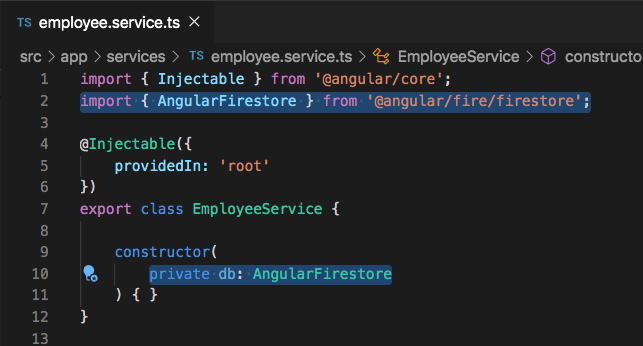 TS employee.service.ts ×
src > app > services > TS employee.service.ts > EmployeeService > constructo
1 import { Injectable } from '@angular/core';
2 import { AngularFirestore } from '@angular/fire/firestore';
3
4 @Injectable({
5     providedIn: 'root'
6 })
7 export class EmployeeService {
8
9     constructor(
10         private db: AngularFirestore
11     ) { }
12 }
13